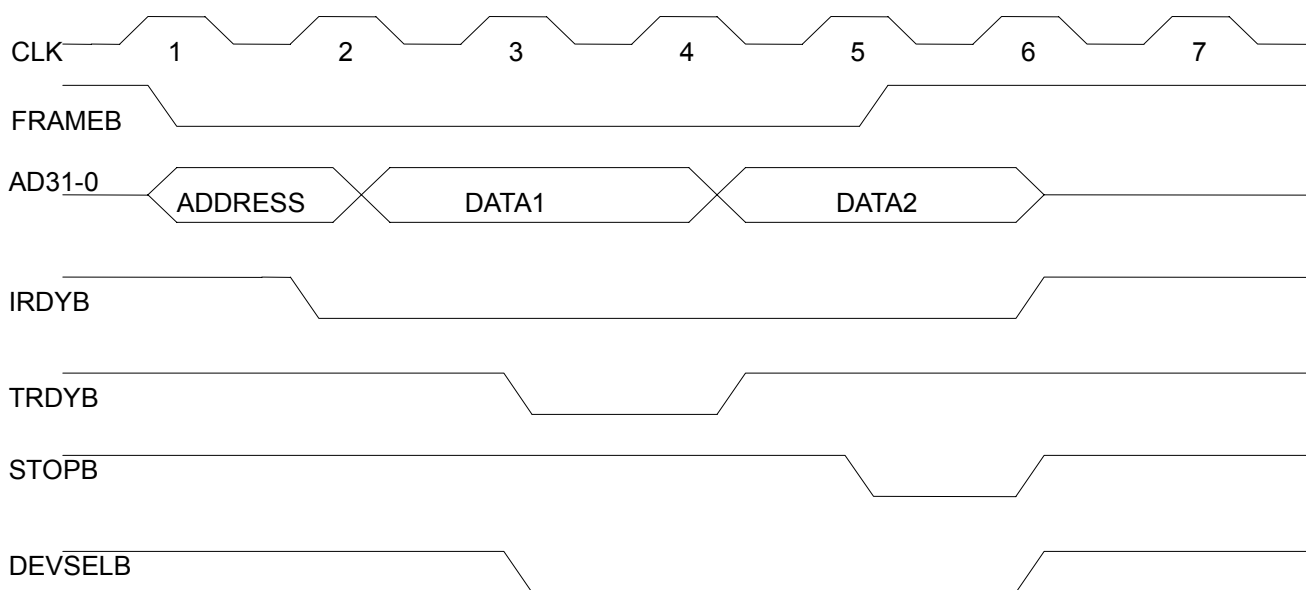 CLK 1 2 3 4 5 6 7
FRAMEB
AD31-0 ADDRESS DATA1 DATA2
IRDYB
TRDYB
STOPB
DEVSELB